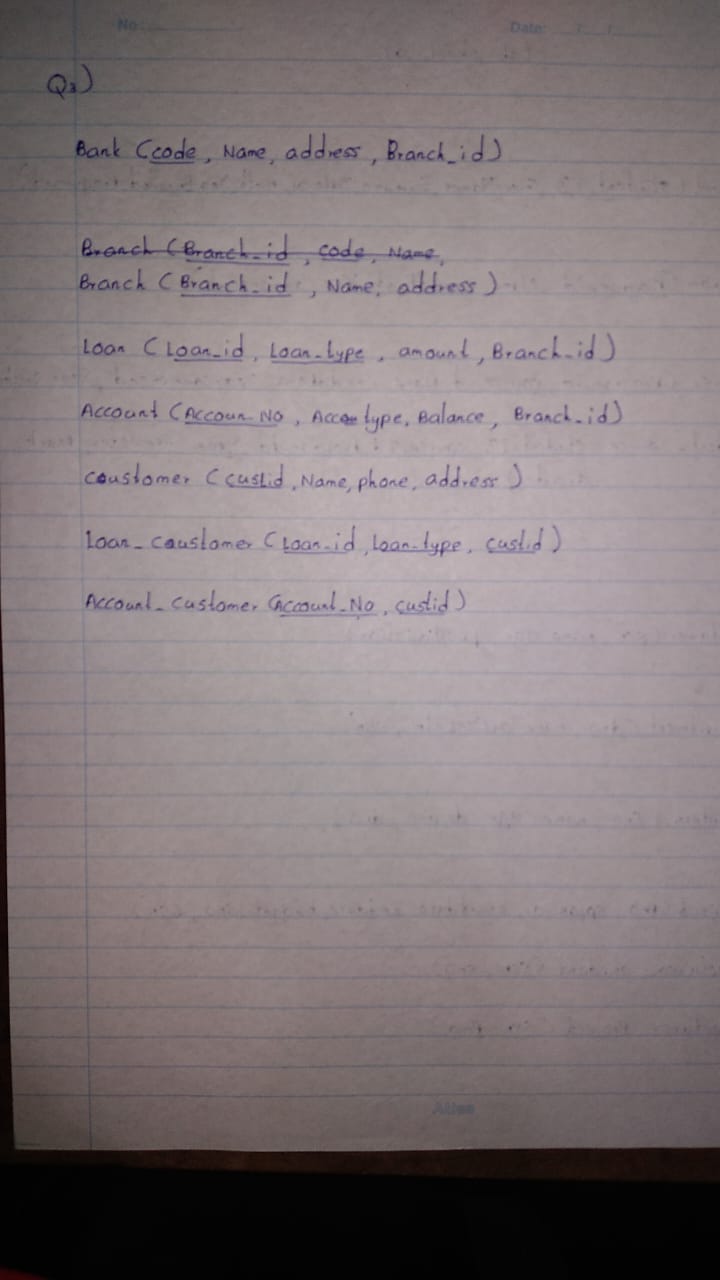 No:
Date: / /
Q3)
Bank (code, Name, address, Branch_id)
Branch (Branch_id, code, Name,
Branch (Branch_id, Name, address)
Loan (Loan_id, Loan_type, amount, Branch_id)
Account (Accoun_No, Acco type, Balance, Branch_id)
coustomer (custid, Name, phone, address)
Loan_caustomer (Loan_id, loan_type, custid)
Account_customer (Account_No, custid)
Atlas